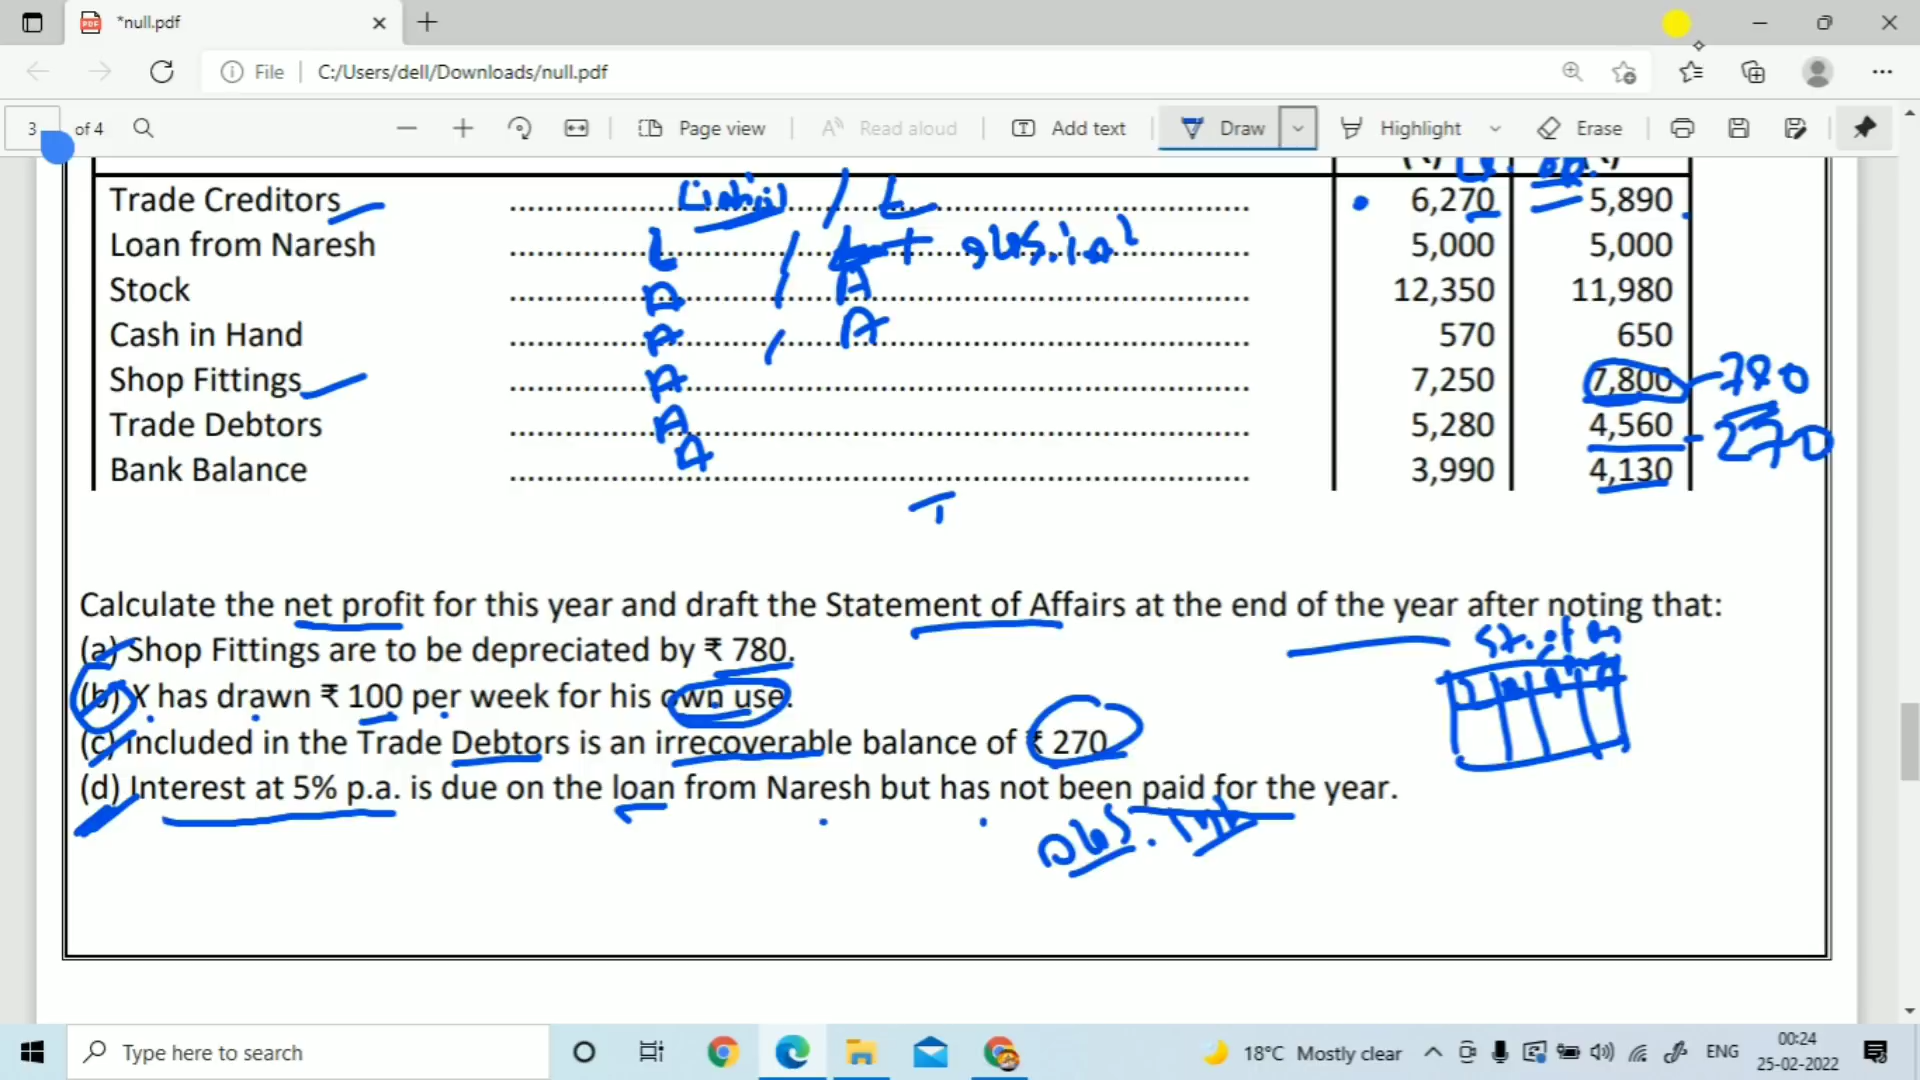 *null.pdf
File C:/Users/dell/Downloads/null.pdf
3 of 4 Page view Read aloud Add text Draw Highlight Erase
Trade Creditors 6,270 5,890
L
Loan from Naresh 5,000 5,000
L
Stock 12,350 11,980
A A
Cash in Hand 570 650
A A
Shop Fittings 7,250 7,800 - 780
A
Trade Debtors 5,280 4,560 - 270
A
Bank Balance 3,990 4,130
A
Calculate the net profit for this year and draft the Statement of Affairs at the end of the year after noting that:
(a) Shop Fittings are to be depreciated by ₹ 780.
(b) X has drawn ₹ 100 per week for his own use.
(c) Included in the Trade Debtors is an irrecoverable balance of ₹ 270
(d) Interest at 5% p.a. is due on the loan from Naresh but has not been paid for the year.
Type here to search 18°C Mostly clear ENG 00:24
25-02-2022